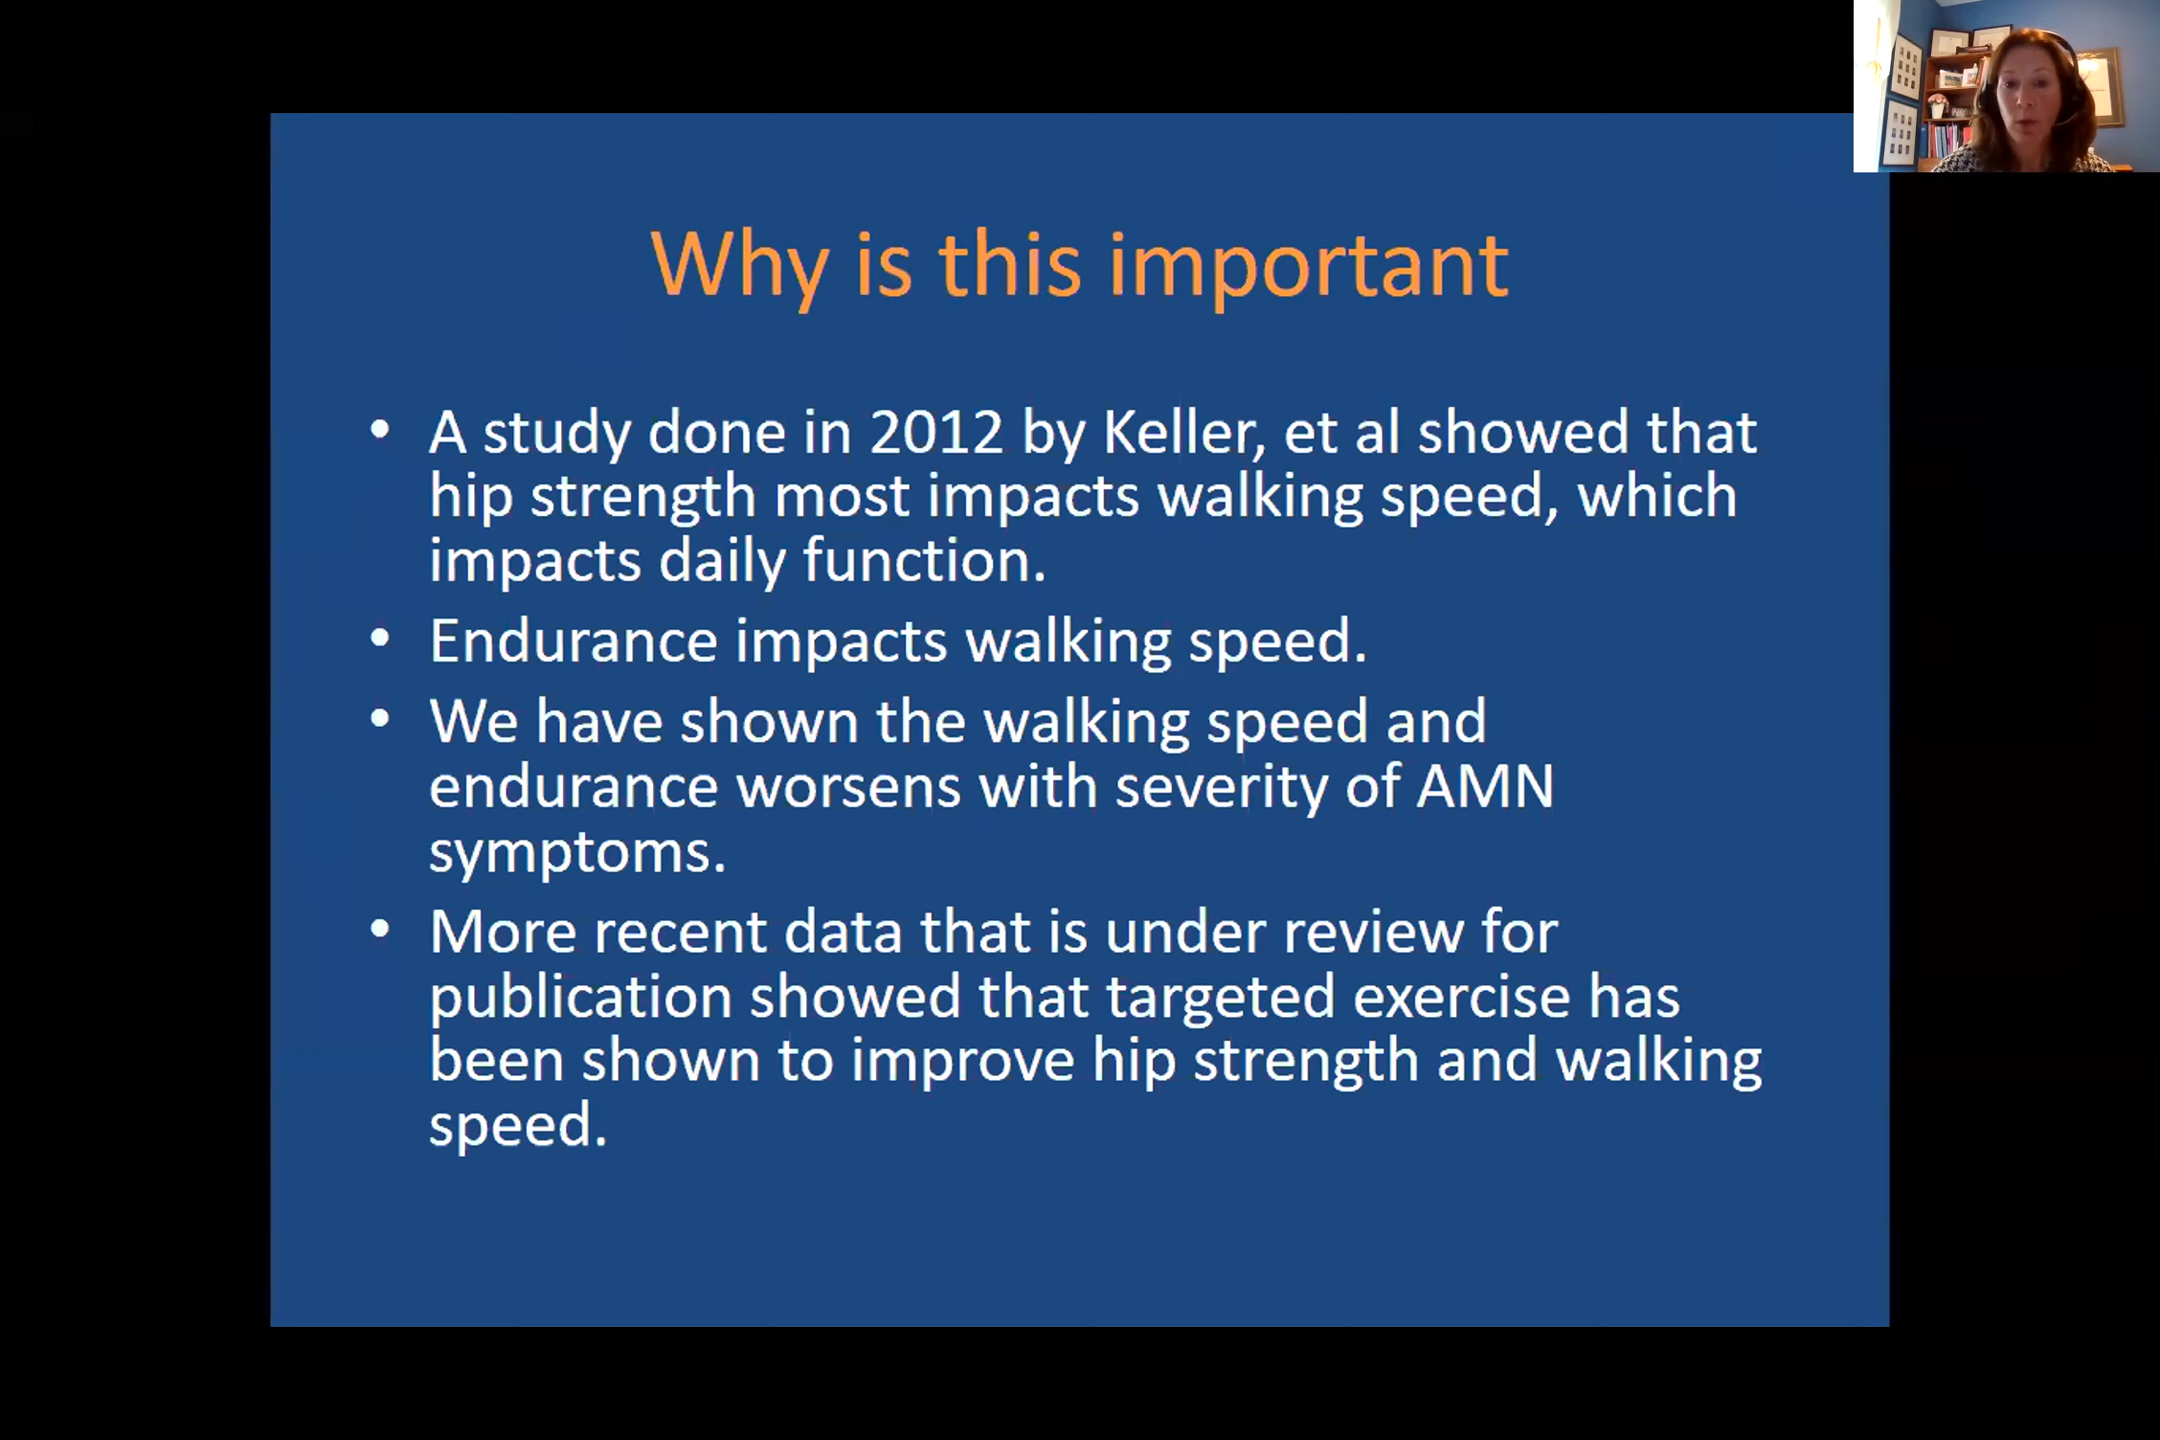 Why is this important
• A study done in 2012 by Keller, et al showed that
hip strength most impacts walking speed, which
impacts daily function.
• Endurance impacts walking speed.
• We have shown the walking speed and
endurance worsens with severity of AMN
symptoms.
• More recent data that is under review for
publication showed that targeted exercise has
been shown to improve hip strength and walking
speed.